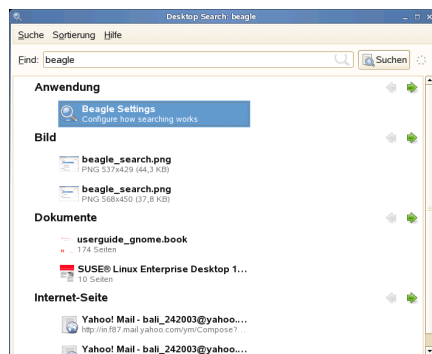 Desktop Search: beagle
Suche Sortierung Hilfe
Find: beagle Suchen
Anwendung
Beagle Settings
Configure how searching works
Bild
beagle_search.png
PNG 537x429 (44,3 KB)
beagle_search.png
PNG 568x450 (37,8 KB)
Dokumente
userguide_gnome.book
174 Seiten
SUSE® Linux Enterprise Desktop 1...
10 Seiten
Internet-Seite
Yahoo! Mail - bali_242003@yahoo....
http://in.f87.mail.yahoo.com/ym/Compose?...
Yahoo! Mail - bali_242003@yahoo....